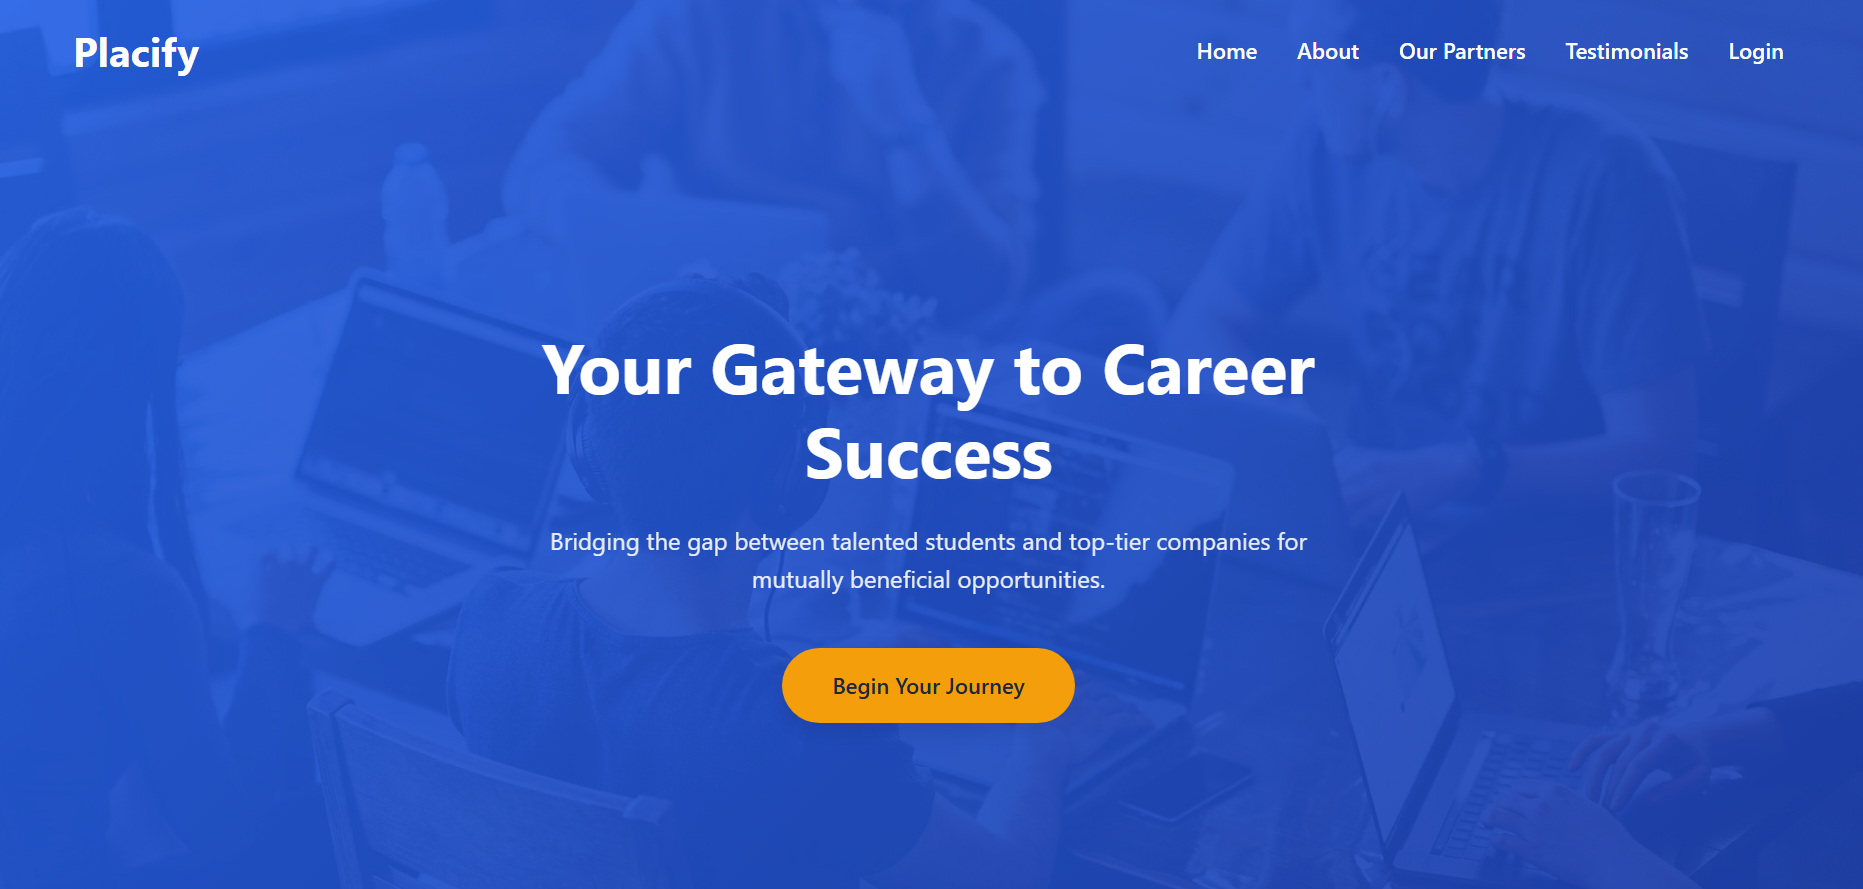 Placify
Home About Our Partners Testimonials Login
Your Gateway to Career
Success
Bridging the gap between talented students and top-tier companies for
mutually beneficial opportunities.
Begin Your Journey